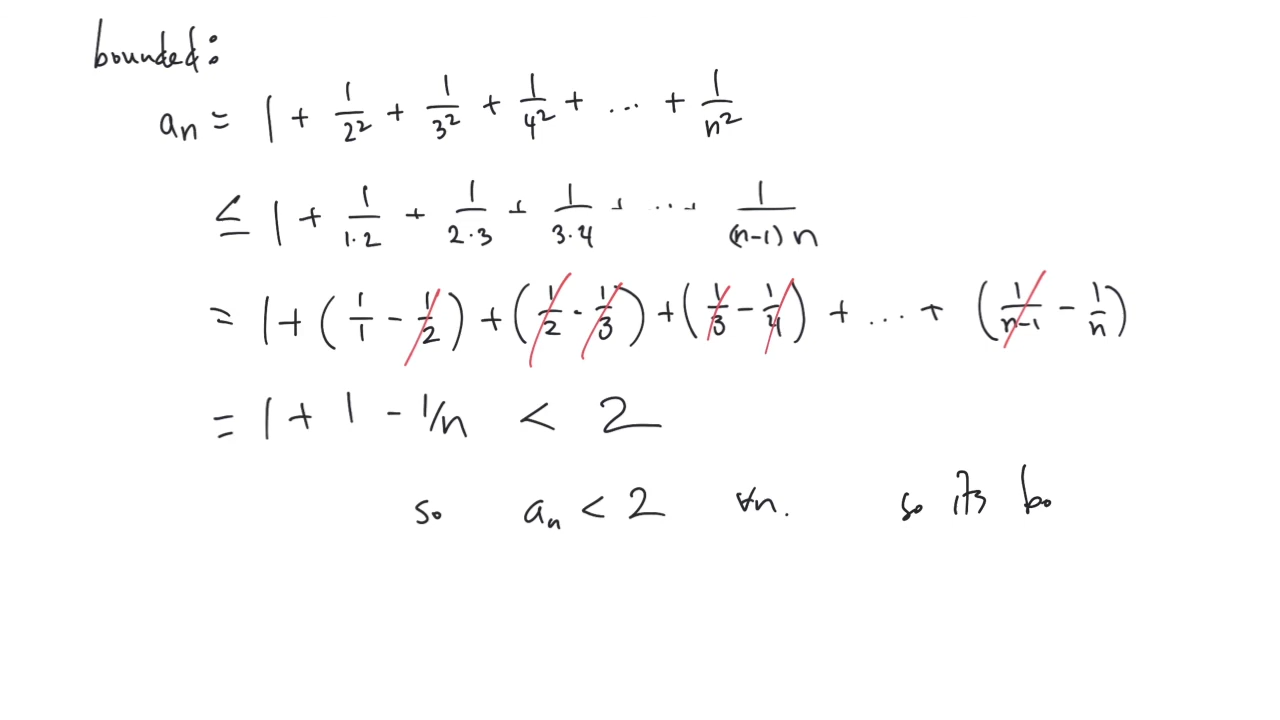 bounded:
aₙ = 1 + 1/2² + 1/3² + 1/4² + ... + 1/n²
≤ 1 + 1/1·2 + 1/2·3 + 1/3·4 + ... + 1/(n-1)n
= 1 + (1/1 - 1/2) + (1/2 - 1/3) + (1/3 - 1/4) + ... + (1/n-1 - 1/n)
= 1 + 1 - 1/n < 2
so aₙ < 2 ∀n. so its bo